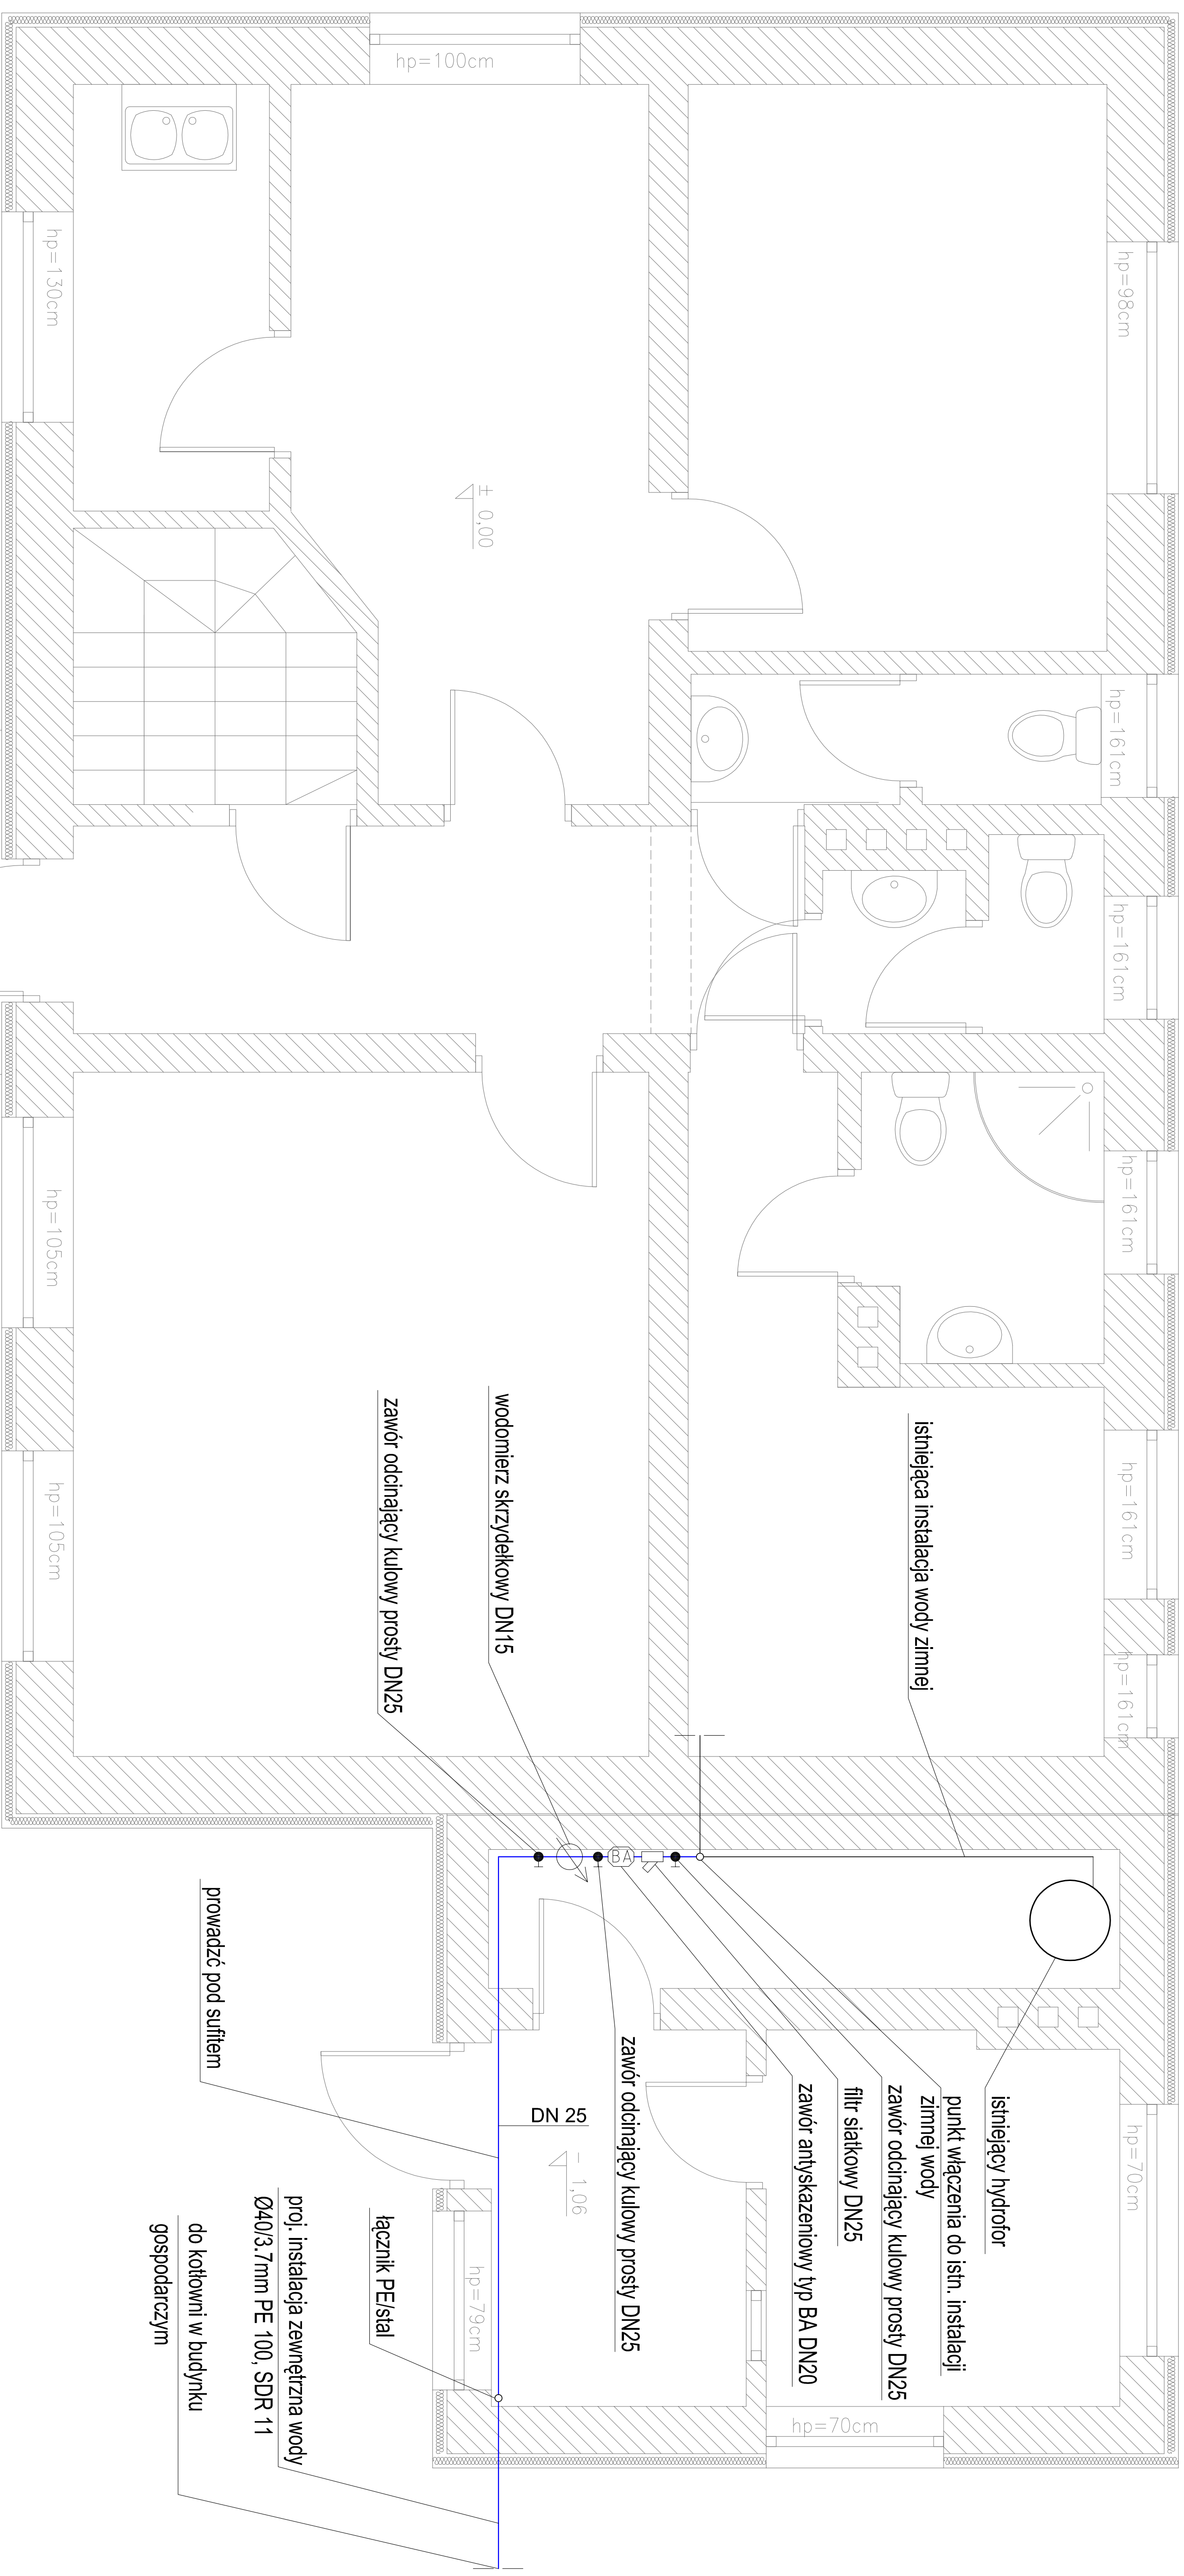 hp=100cm
hp=130cm
hp=98cm
± 0,00
hp=161cm
hp=161cm
hp=161cm
hp=105cm
hp=161cm
hp=105cm
hp=161cm
istniejąca instalacja wody zimnej
wodomierz skrzydełkowy DN15
zawór odcinający kulowy prosty DN25
BA
istniejący hydrofor
punkt włączenia do istn. instalacji
zimnej wody
zawór odcinający kulowy prosty DN25
filtr siatkowy DN25
zawór antyskazeniowy typ BA DN20
zawór odcinający kulowy prosty DN25
DN 25
- 1,06
hp=70cm
hp=79cm
hp=70cm
prowadzć pod sufitem
łącznik PE/stal
proj. instalacja zewnętrzna wody
Ø40/3.7mm PE 100, SDR 11
do kotłowni w budynku
gospodarczym